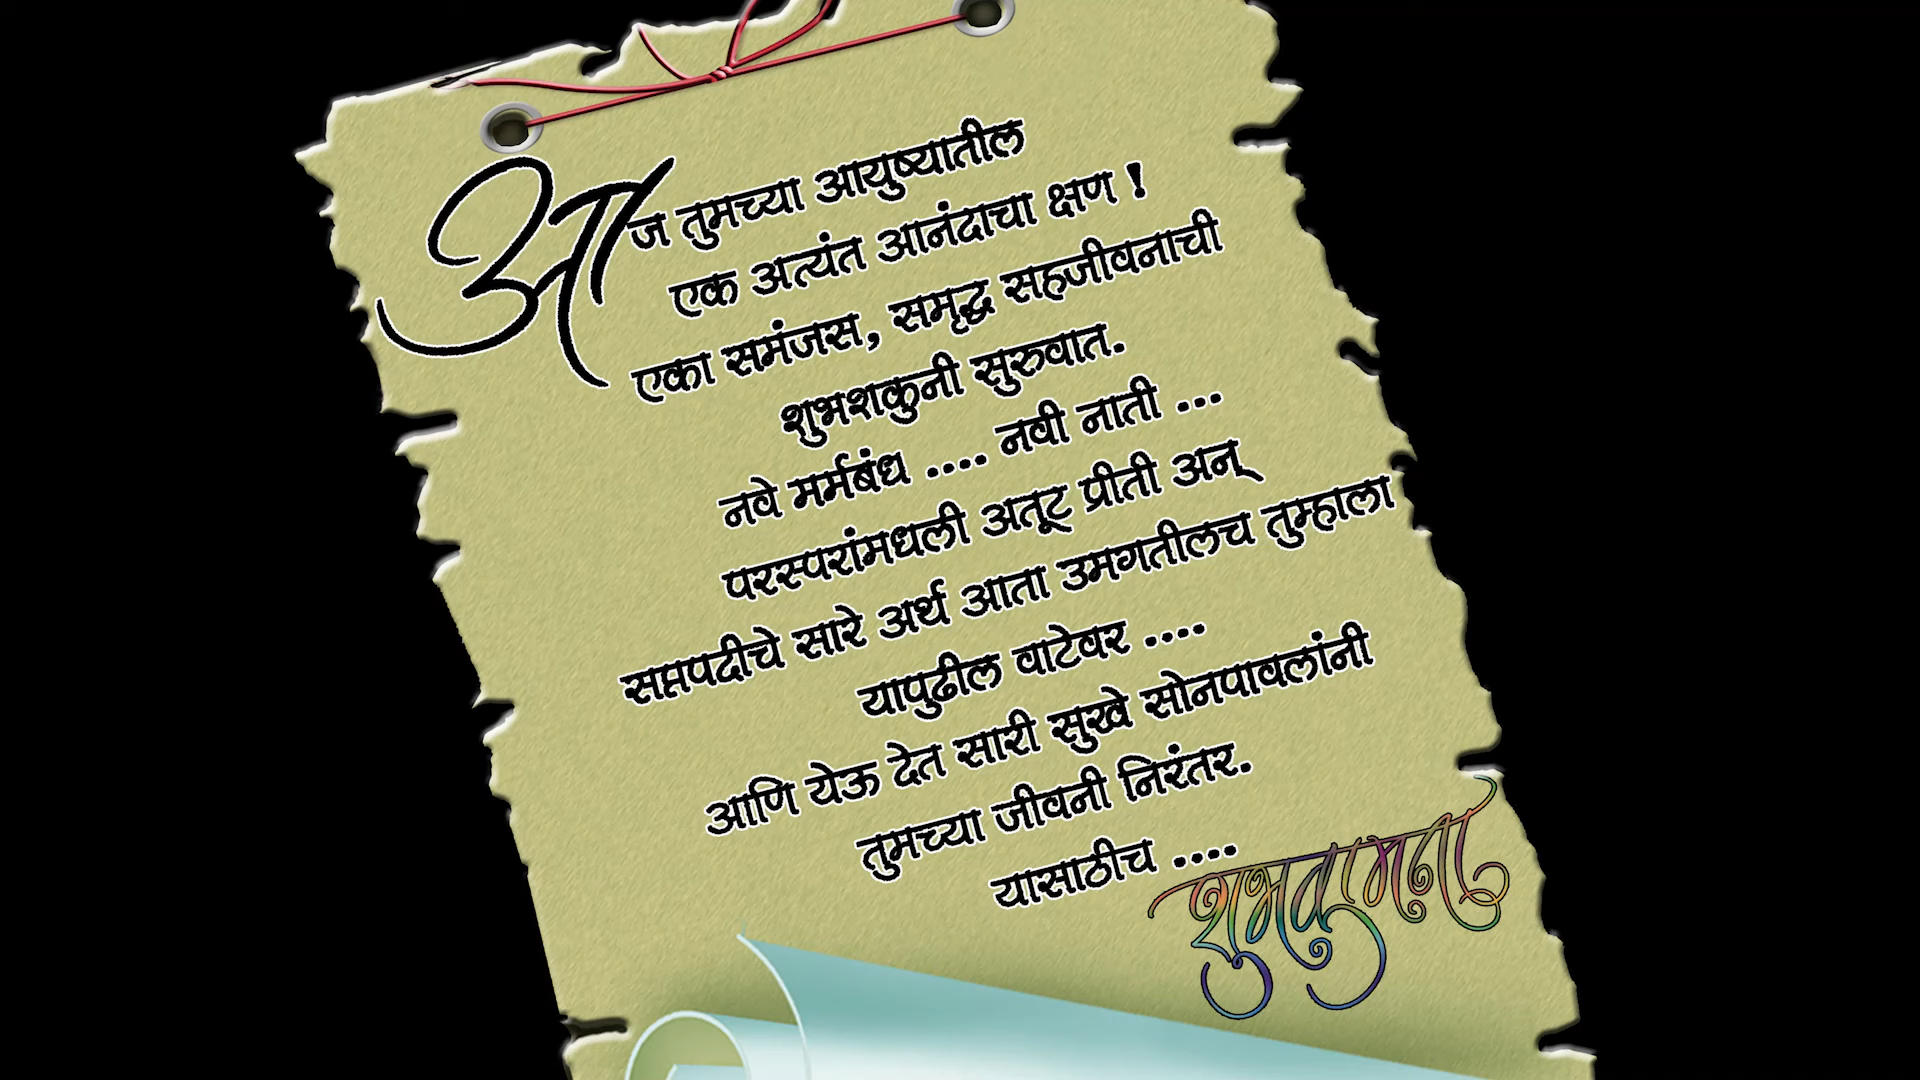 आज तुमच्या आयुष्यातील
एक अत्यंत आनंदाचा क्षण !
एका समंजस, समृद्ध सहजीवनाची
शुभशकुनी सुरुवात.
नवे मर्मबंध .... नवी नाती ...
परस्परांमधली अतूट प्रीती अन्
सप्तपदीचे सारे अर्थ आता उमगतीलच तुम्हाला
यापुढील वाटेवर ....
आणि येऊ देत सारी सुखे सोनपावलांनी
तुमच्या जीवनी निरंतर.
यासाठीच ....
शुभकामना